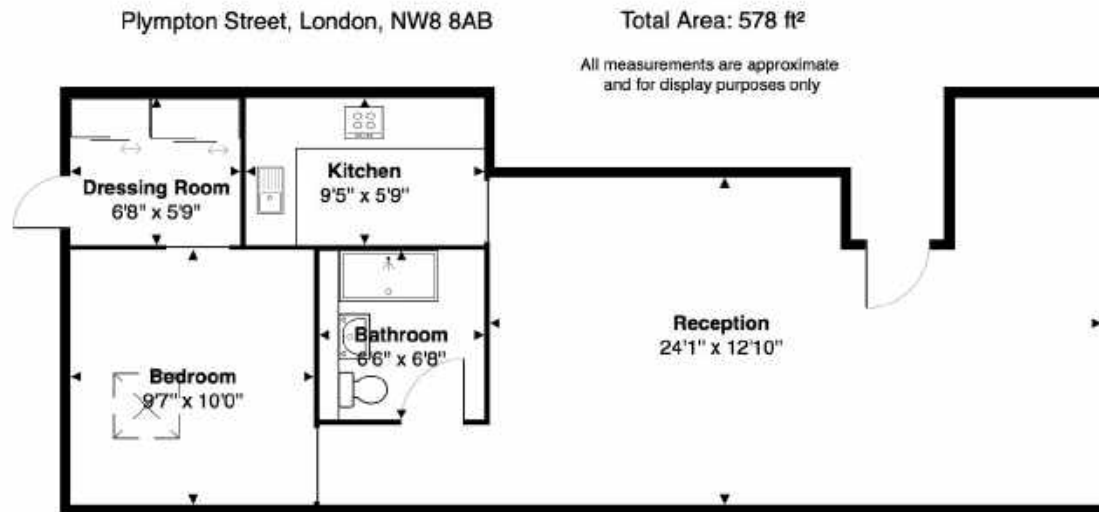 Plympton Street, London, NW8 8AB
Total Area: 578 ft²
All measurements are approximate
and for display purposes only
Dressing Room
6'8" x 5'9"
Kitchen
9'5" x 5'9"
Bathroom
6'6" x 6'8"
Reception
24'1" x 12'10"
Bedroom
9'7" x 10'0"